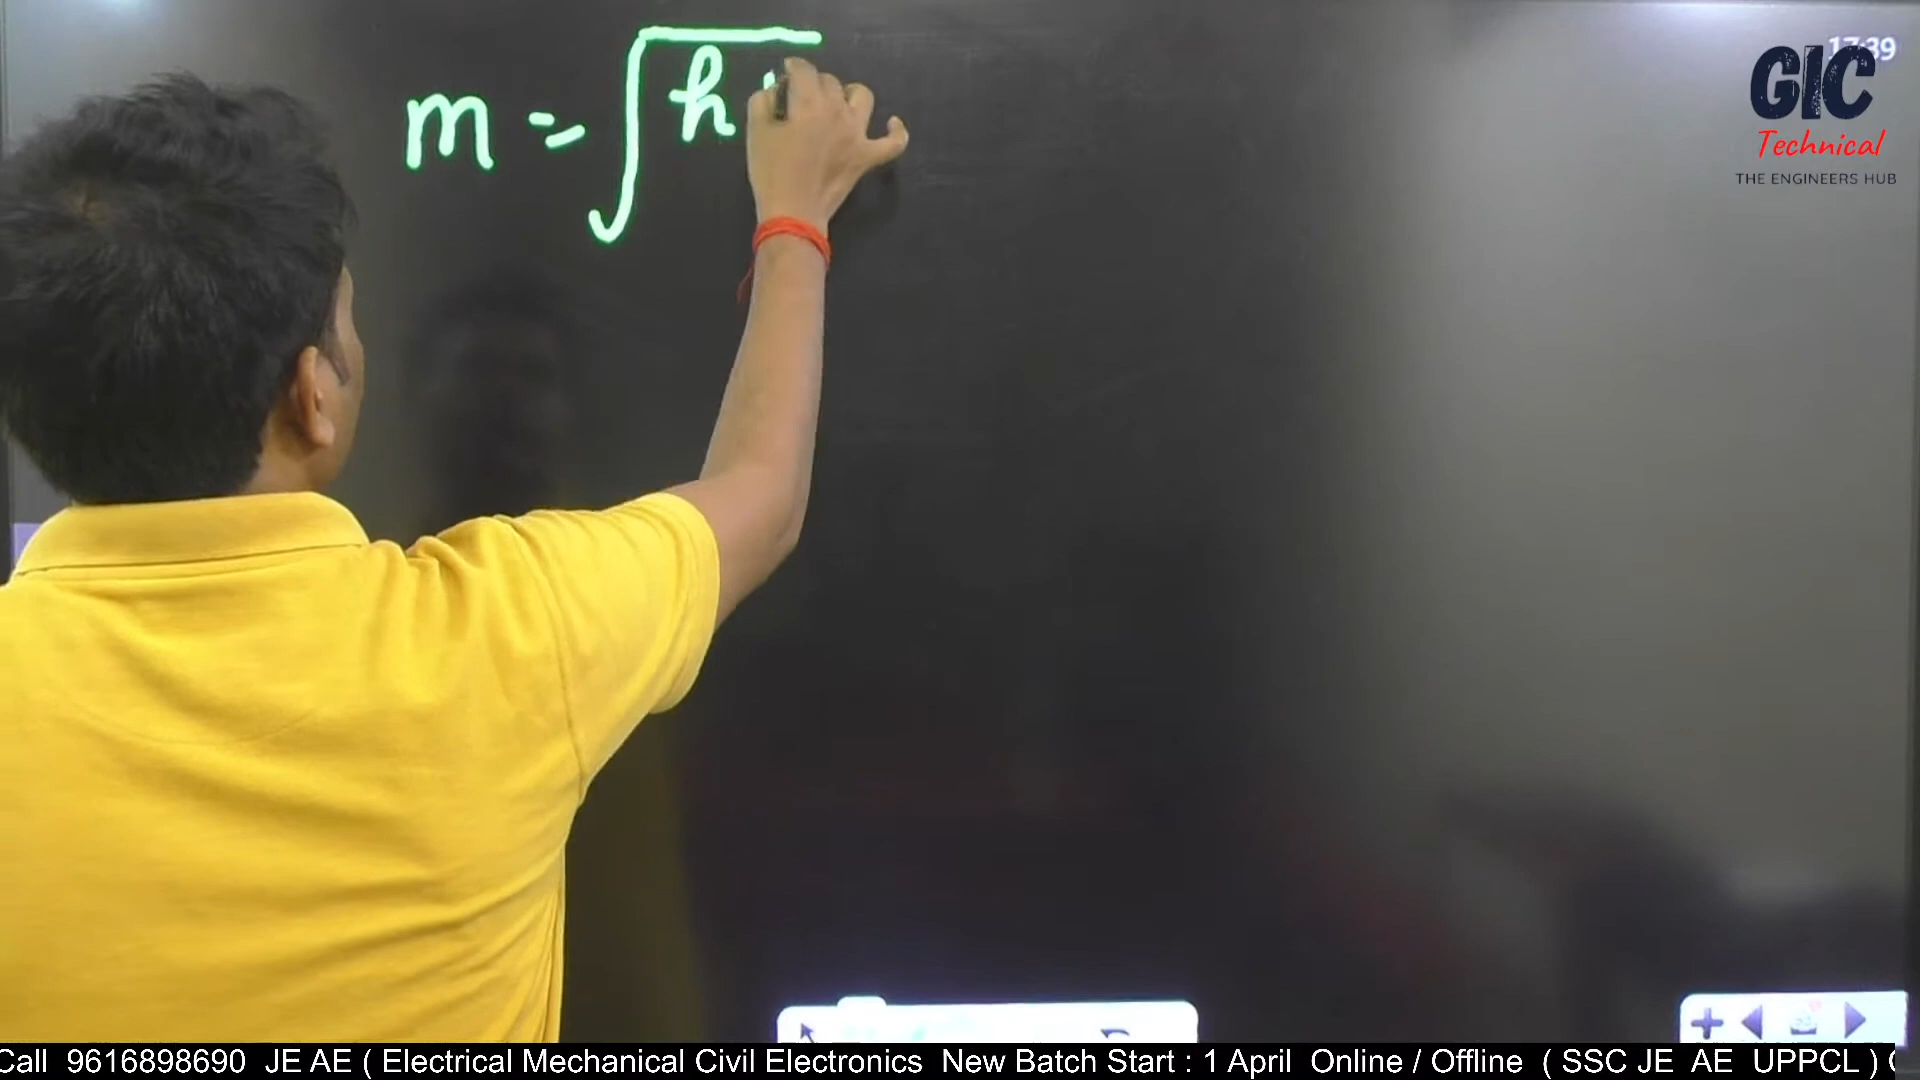 m = √h
17:39
GIC
Technical
THE ENGINEERS HUB
Call 9616898690 JE AE ( Electrical Mechanical Civil Electronics New Batch Start : 1 April Online / Offline ( SSC JE AE UPPCL )